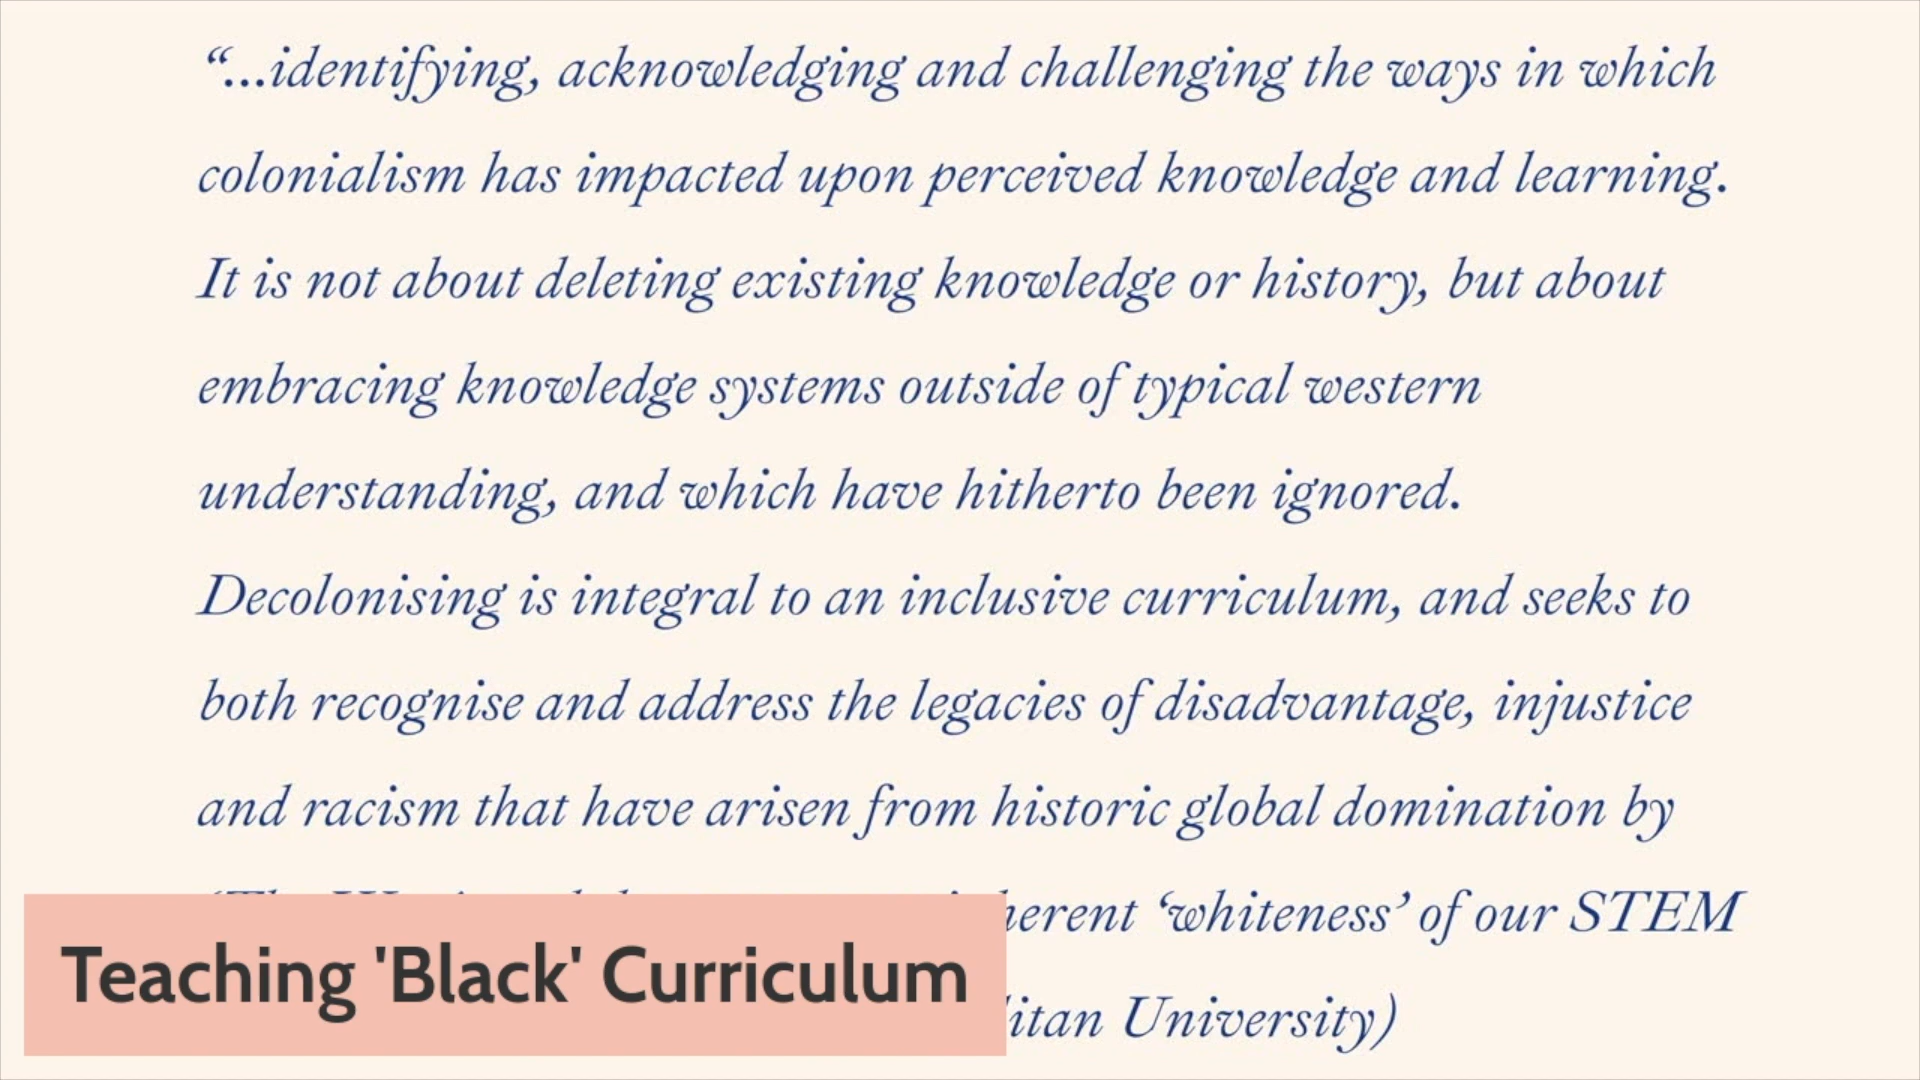 “...identifying, acknowledging and challenging the ways in which
colonialism has impacted upon perceived knowledge and learning.
It is not about deleting existing knowledge or history, but about
embracing knowledge systems outside of typical western
understanding, and which have hitherto been ignored.
Decolonising is integral to an inclusive curriculum, and seeks to
both recognise and address the legacies of disadvantage, injustice
and racism that have arisen from historic global domination by
‘whiteness’ of our STEM
University)
Teaching 'Black' Curriculum